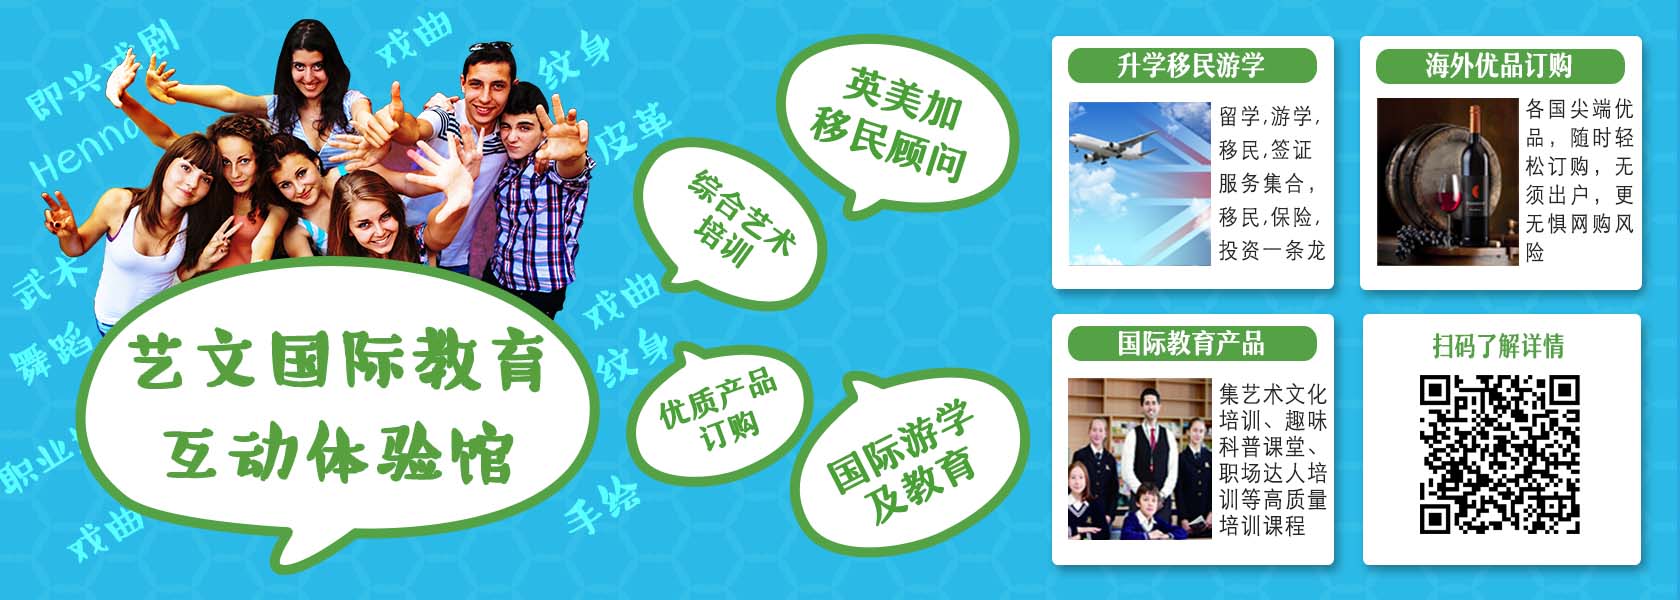 即兴戏剧
Henna
戏曲
纹身
皮革
武术
舞蹈
戏曲
纹身
职业
戏曲
手绘
艺文国际教育
互动体验馆
综合艺术
培训
英美加
移民顾问
优质产品
订购
国际游学
及教育
升学移民游学
留学,游学,
移民,签证
服务集合，
移民,保险,
投资一条龙
海外优品订购
各国尖端优
品，随时轻
松订购，无
须出户，更
无惧网购风
险
国际教育产品
集艺术文化
培训、趣味
科普课堂、
职场达人培
训等高质量
培训课程
扫码了解详情